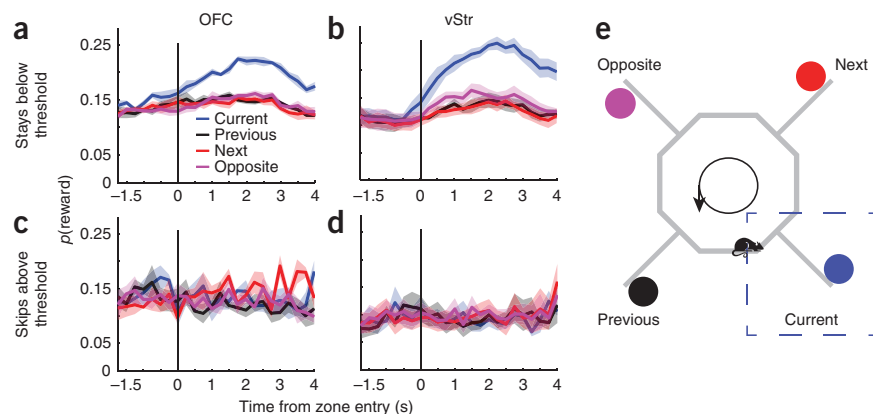 a
OFC
b
vStr
e
Stays below
threshold
0.25
0.15
0.05
0
Current
Previous
Next
Opposite
–1.5
0
1
2
3
4
–1.5
0
1
2
3
4
p(reward)
c
d
Skips above
threshold
0.25
0.15
0.05
0
–1.5
0
1
2
3
4
–1.5
0
1
2
3
4
Time from zone entry (s)
Opposite
Next
Previous
Current